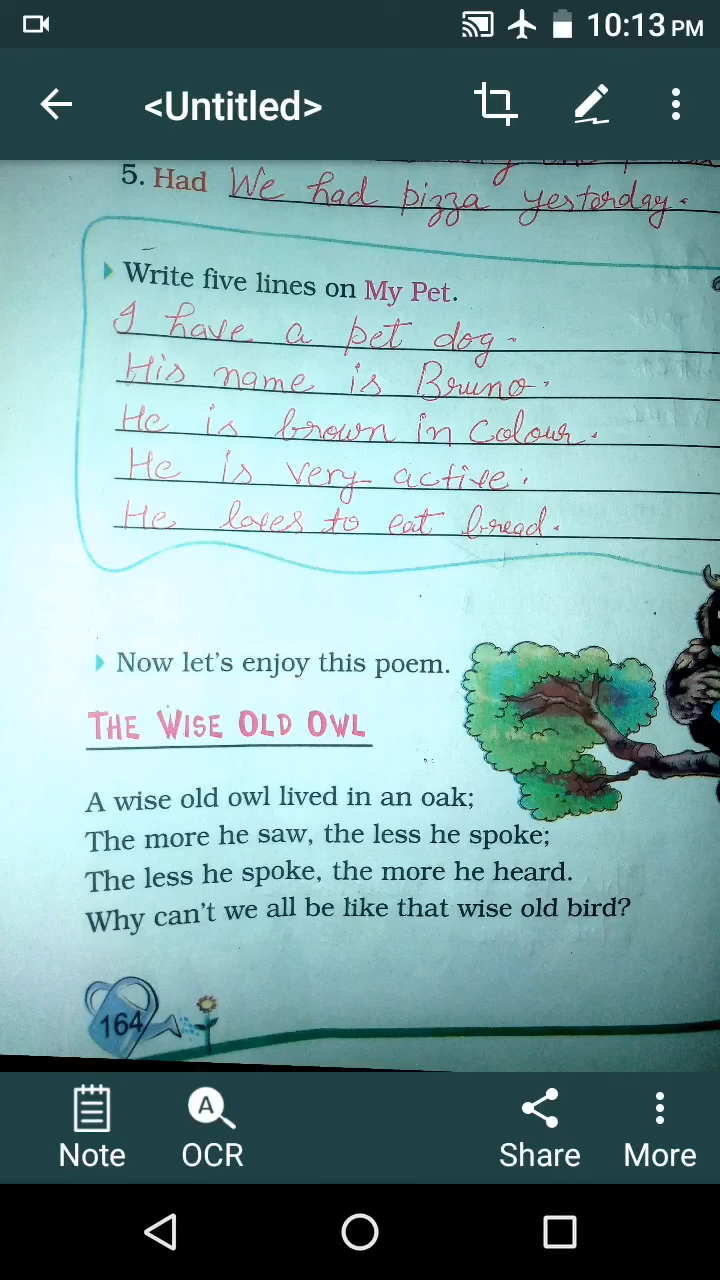 10:13 PM
<Untitled>
5. Had We had pizza yestorday.
Write five lines on My Pet.
I have a pet dog.
His name is Bruno.
He is brown in colour.
He is very active.
He loves to eat bread.
Now let's enjoy this poem.
THE WISE OLD OWL
A wise old owl lived in an oak;
The more he saw, the less he spoke;
The less he spoke, the more he heard.
Why can't we all be like that wise old bird?
164
A
Note OCR Share More